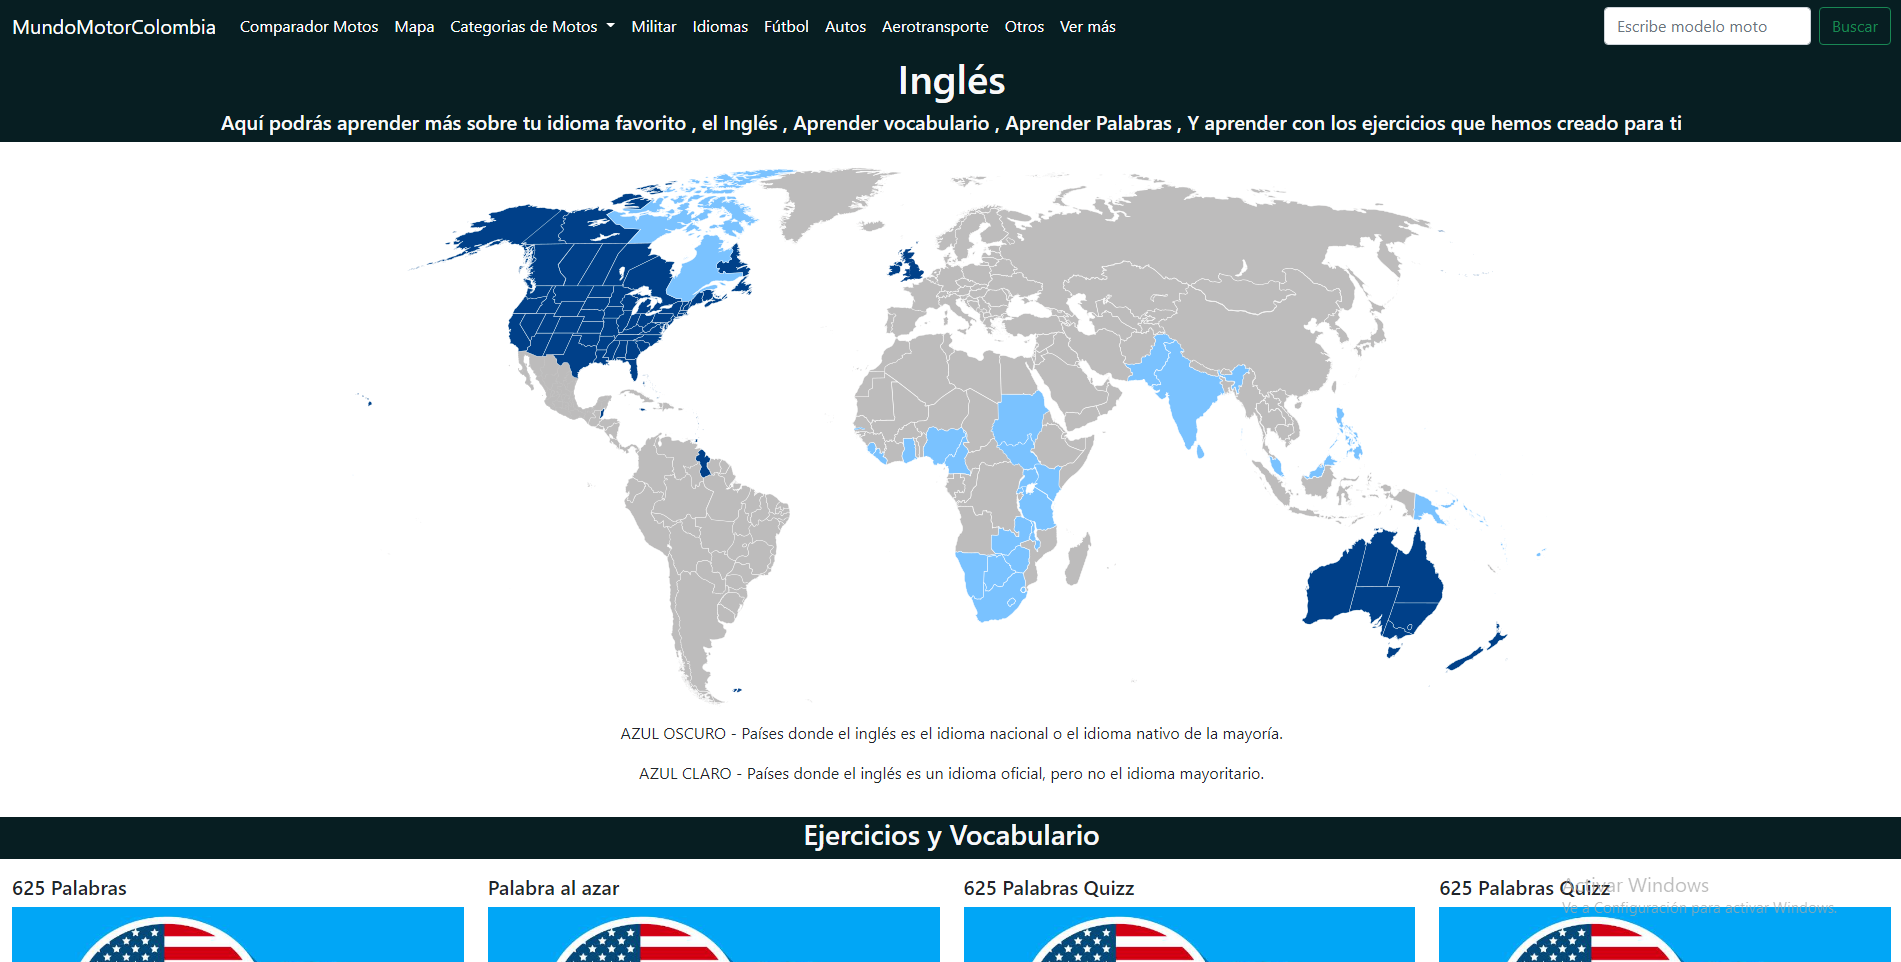 MundoMotorColombia Comparador Motos Mapa Categorias de Motos Militar Idiomas Fútbol Autos Aerotransporte Otros Ver más Escribe modelo moto Buscar
Inglés
Aquí podrás aprender más sobre tu idioma favorito , el Inglés , Aprender vocabulario , Aprender Palabras , Y aprender con los ejercicios que hemos creado para ti
AZUL OSCURO - Países donde el inglés es el idioma nacional o el idioma nativo de la mayoría.
AZUL CLARO - Países donde el inglés es un idioma oficial, pero no el idioma mayoritario.
Ejercicios y Vocabulario
625 Palabras
Palabra al azar
625 Palabras Quizz
625 Palabras Quizz
Activar Windows
Ve a Configuración para activar Windows.